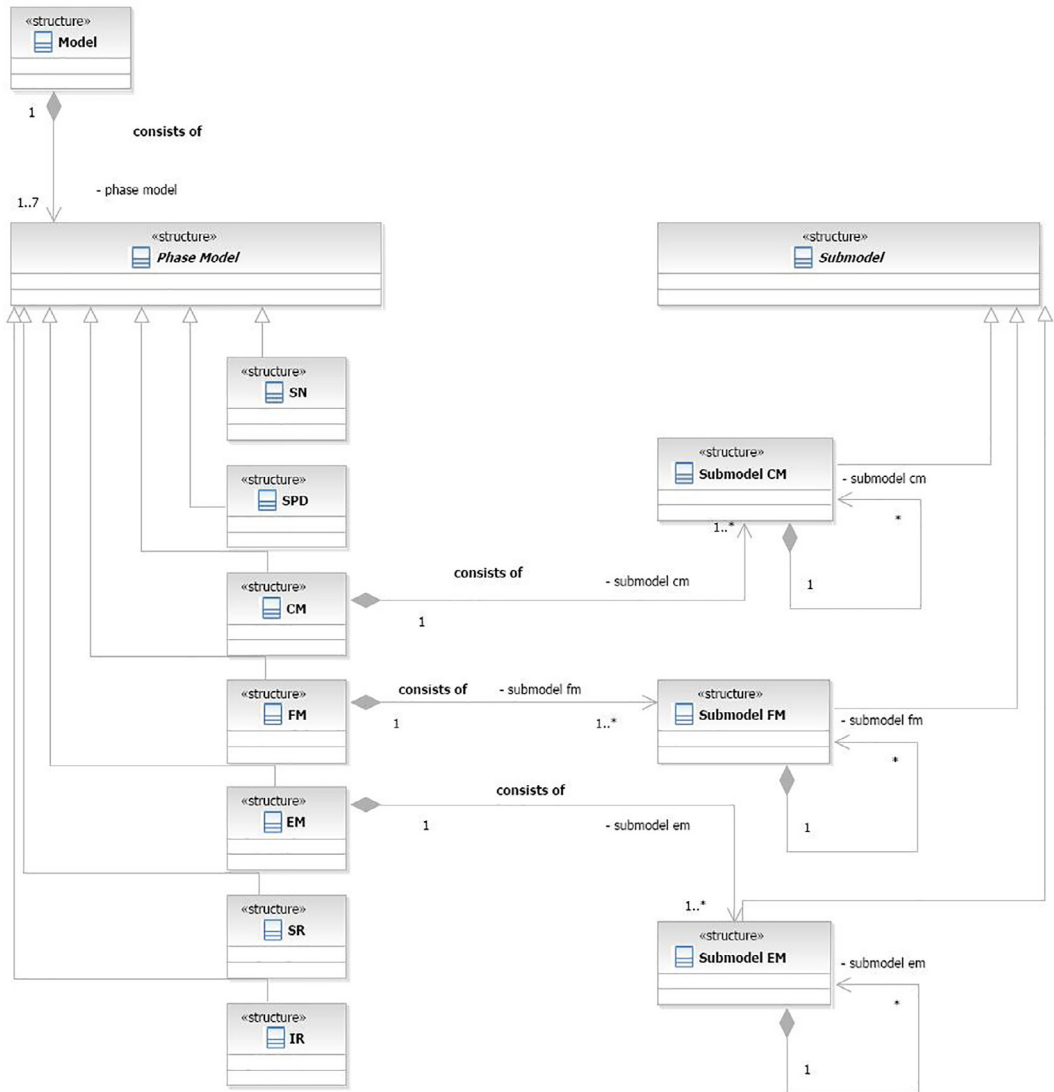 «structure»
Model
1
consists of
- phase model
1..7
«structure»
Phase Model
«structure»
Submodel
«structure»
SN
«structure»
SPD
«structure»
CM
«structure»
FM
«structure»
EM
«structure»
SR
«structure»
IR
consists of
- submodel cm
1
1..*
«structure»
Submodel CM
- submodel cm
*
1
consists of
- submodel fm
1
1..*
«structure»
Submodel FM
- submodel fm
*
1
consists of
1
- submodel em
1..*
«structure»
Submodel EM
- submodel em
*
1